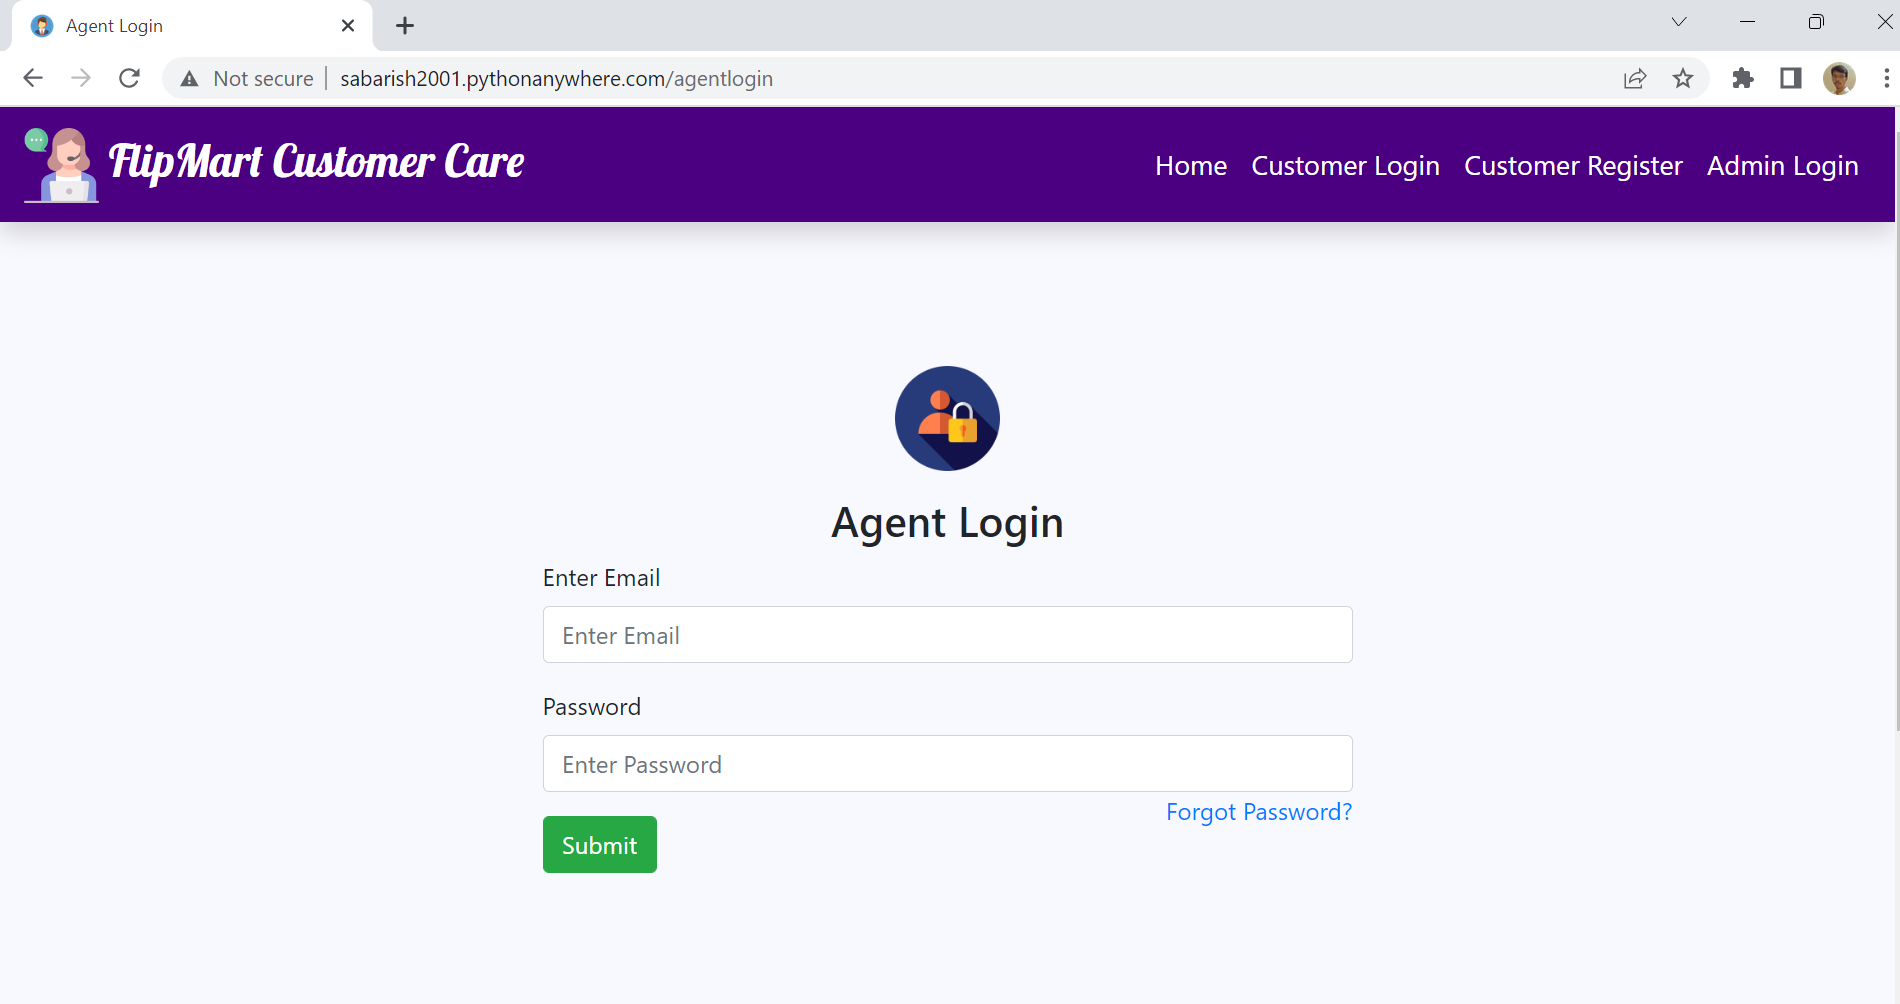 Agent Login
Not secure sabarish2001.pythonanywhere.com/agentlogin
FlipMart Customer Care
Home Customer Login Customer Register Admin Login
Agent Login
Enter Email
Enter Email
Password
Enter Password
Forgot Password?
Submit